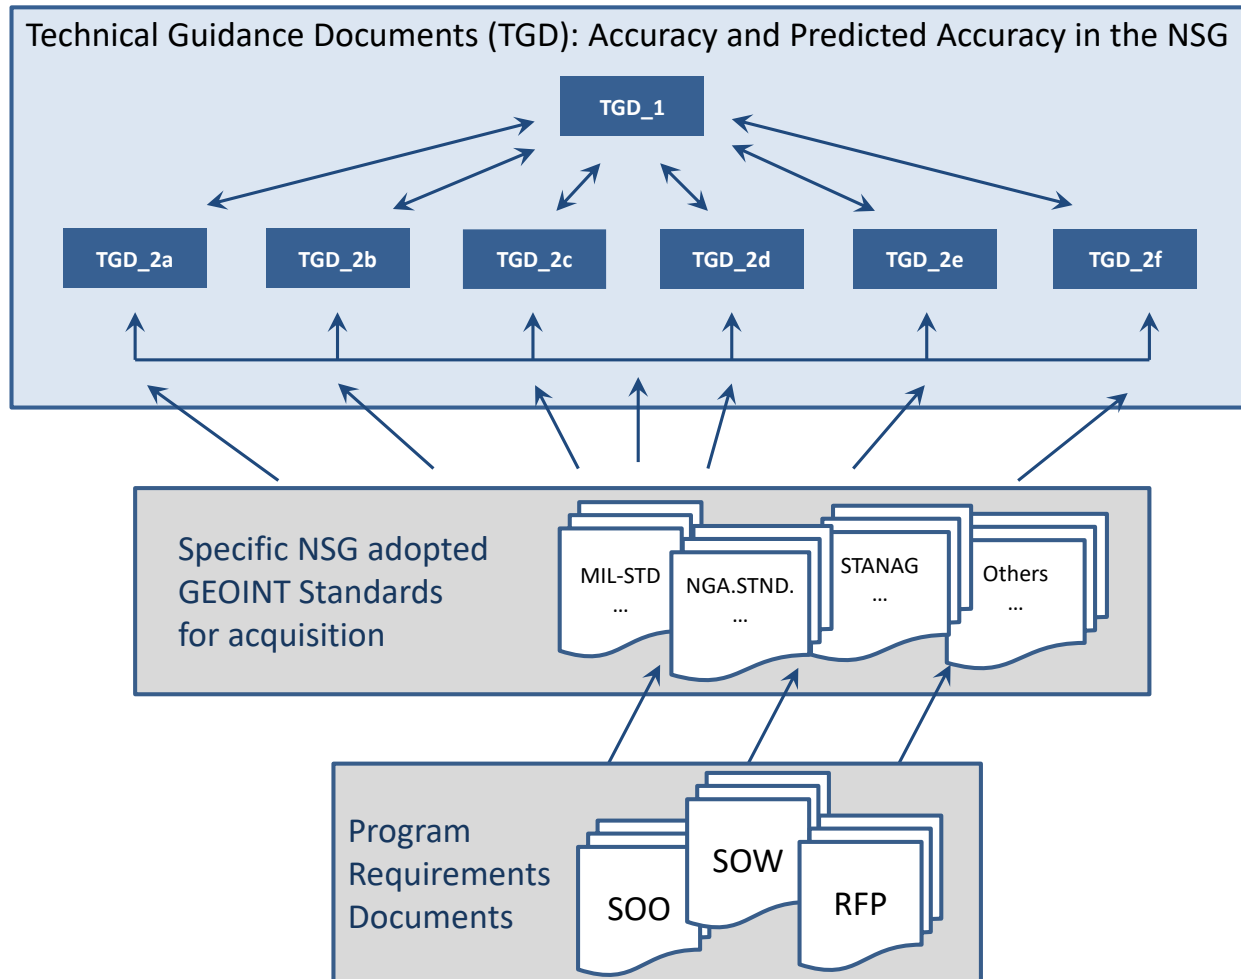 Technical Guidance Documents (TGD): Accuracy and Predicted Accuracy in the NSG
TGD_1
TGD_2a
TGD_2b
TGD_2c
TGD_2d
TGD_2e
TGD_2f
Specific NSG adopted
GEOINT Standards
for acquisition
MIL-STD
...
NGA.STND.
...
STANAG
...
Others
...
Program
Requirements
Documents
SOO
SOW
RFP